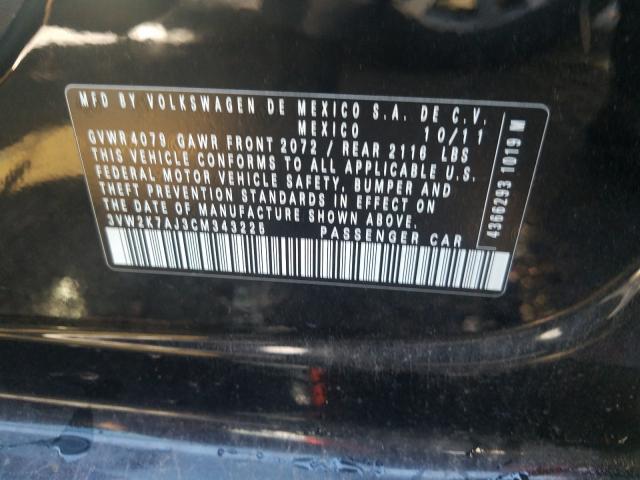 MFD BY VOLKSWAGEN DE MEXICO S.A. DE C.V.
MEXICO 10/11
GVWR 4079 GAWR FRONT 2072 / REAR 2116 LBS
THIS VEHICLE CONFORMS TO ALL APPLICABLE U.S.
FEDERAL MOTOR VEHICLE SAFETY, BUMPER AND
THEFT PREVENTION STANDARDS IN EFFECT ON
THE DATE OF MANUFACTURE SHOWN ABOVE.
3VW2K7AJ3CM343225 PASSENGER CAR
4366293 1019 M